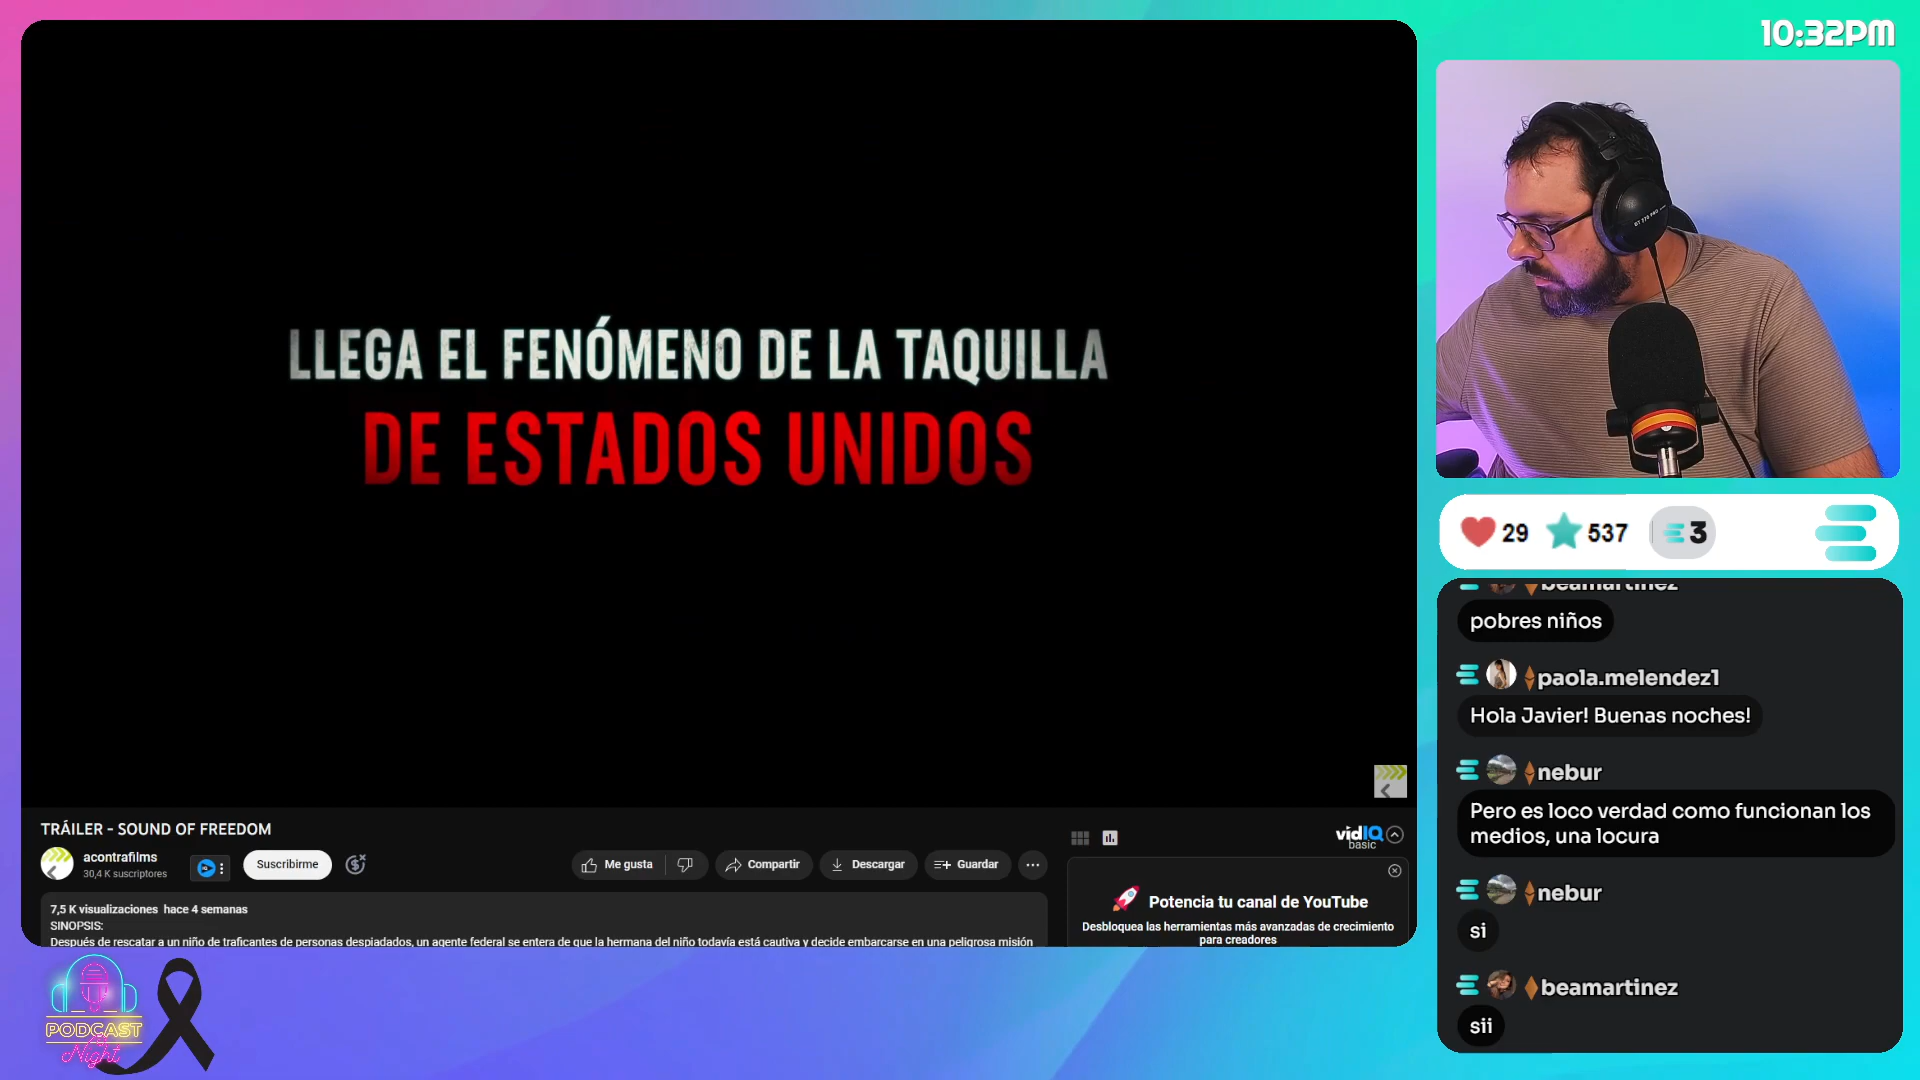 10:32PM
LLEGA EL FENÓMENO DE LA TAQUILLA
DE ESTADOS UNIDOS
TRÁILER - SOUND OF FREEDOM
acontrafilms
30,4 K suscriptores
Suscribirme
Me gusta
Compartir
Descargar
Guardar
7,5 K visualizaciones hace 4 semanas
SINOPSIS:
Después de rescatar a un niño de traficantes de personas despiadados, un agente federal se entera de que la hermana del niño todavía está cautiva y decide embarcarse en una peligrosa misión
vidIQ
basic
Potencia tu canal de YouTube
Desbloquea las herramientas más avanzadas de crecimiento
para creadores
29
537
3
beamartinez
pobres niños
paola.melendez1
Hola Javier! Buenas noches!
nebur
Pero es loco verdad como funcionan los
medios, una locura
nebur
si
beamartinez
sii
PODCAST
Night